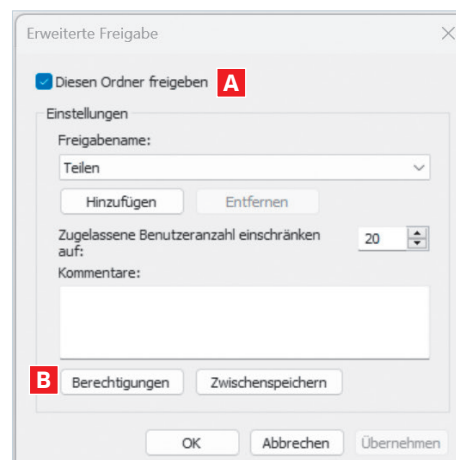 Erweiterte Freigabe
Diesen Ordner freigeben A
Einstellungen
Freigabename:
Teilen
Hinzufügen Entfernen
Zugelassene Benutzeranzahl einschränken 20
auf:
Kommentare:
B Berechtigungen Zwischenspeichern
OK Abbrechen Übernehmen